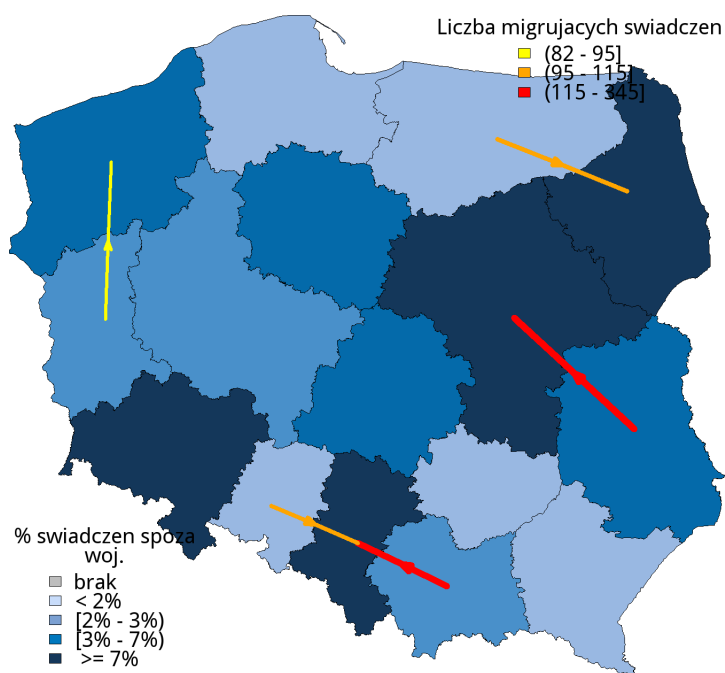 Liczba migrujacych swiadczen
(82 - 95]
(95 - 115]
(115 - 345]
% swiadczen spoza
woj.
brak
< 2%
[2% - 3%)
[3% - 7%)
>= 7%